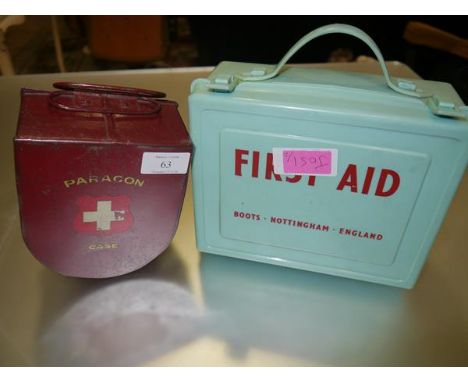 PARAGON
CASE
63
FIRST AID
BOOTS · NOTTINGHAM · ENGLAND